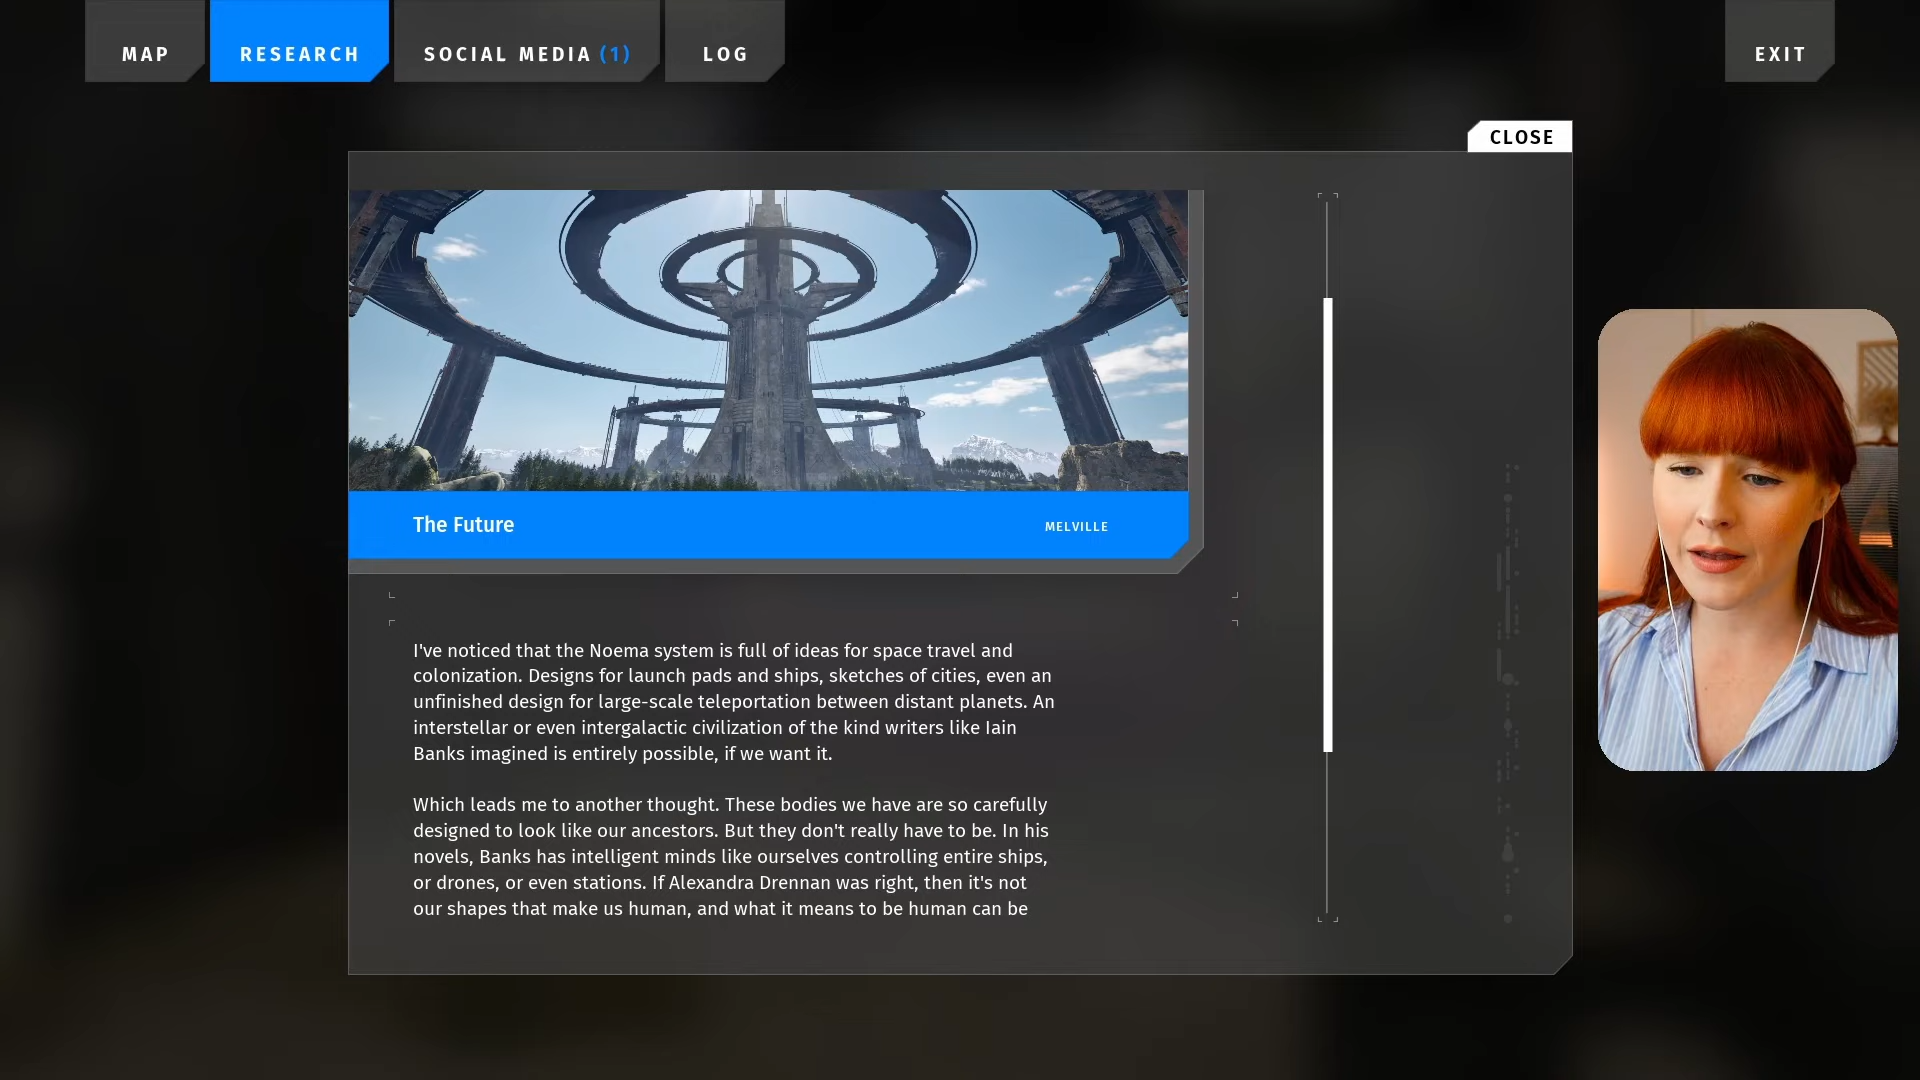 MAP
RESEARCH
SOCIAL MEDIA (1)
LOG
EXIT
CLOSE
The Future
MELVILLE
I've noticed that the Noema system is full of ideas for space travel and
colonization. Designs for launch pads and ships, sketches of cities, even an
unfinished design for large-scale teleportation between distant planets. An
interstellar or even intergalactic civilization of the kind writers like Iain
Banks imagined is entirely possible, if we want it.
Which leads me to another thought. These bodies we have are so carefully
designed to look like our ancestors. But they don't really have to be. In his
novels, Banks has intelligent minds like ourselves controlling entire ships,
or drones, or even stations. If Alexandra Drennan was right, then it's not
our shapes that make us human, and what it means to be human can be